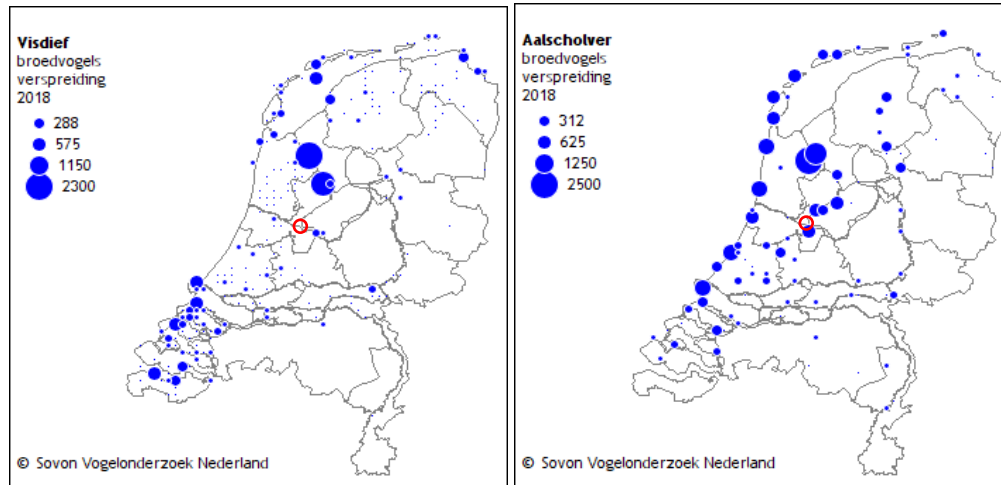 Visdief
broedvogels
verspreiding
2018
288
575
1150
2300
© Sovon Vogelonderzoek Nederland
Aalscholver
broedvogels
verspreiding
2018
312
625
1250
2500
© Sovon Vogelonderzoek Nederland